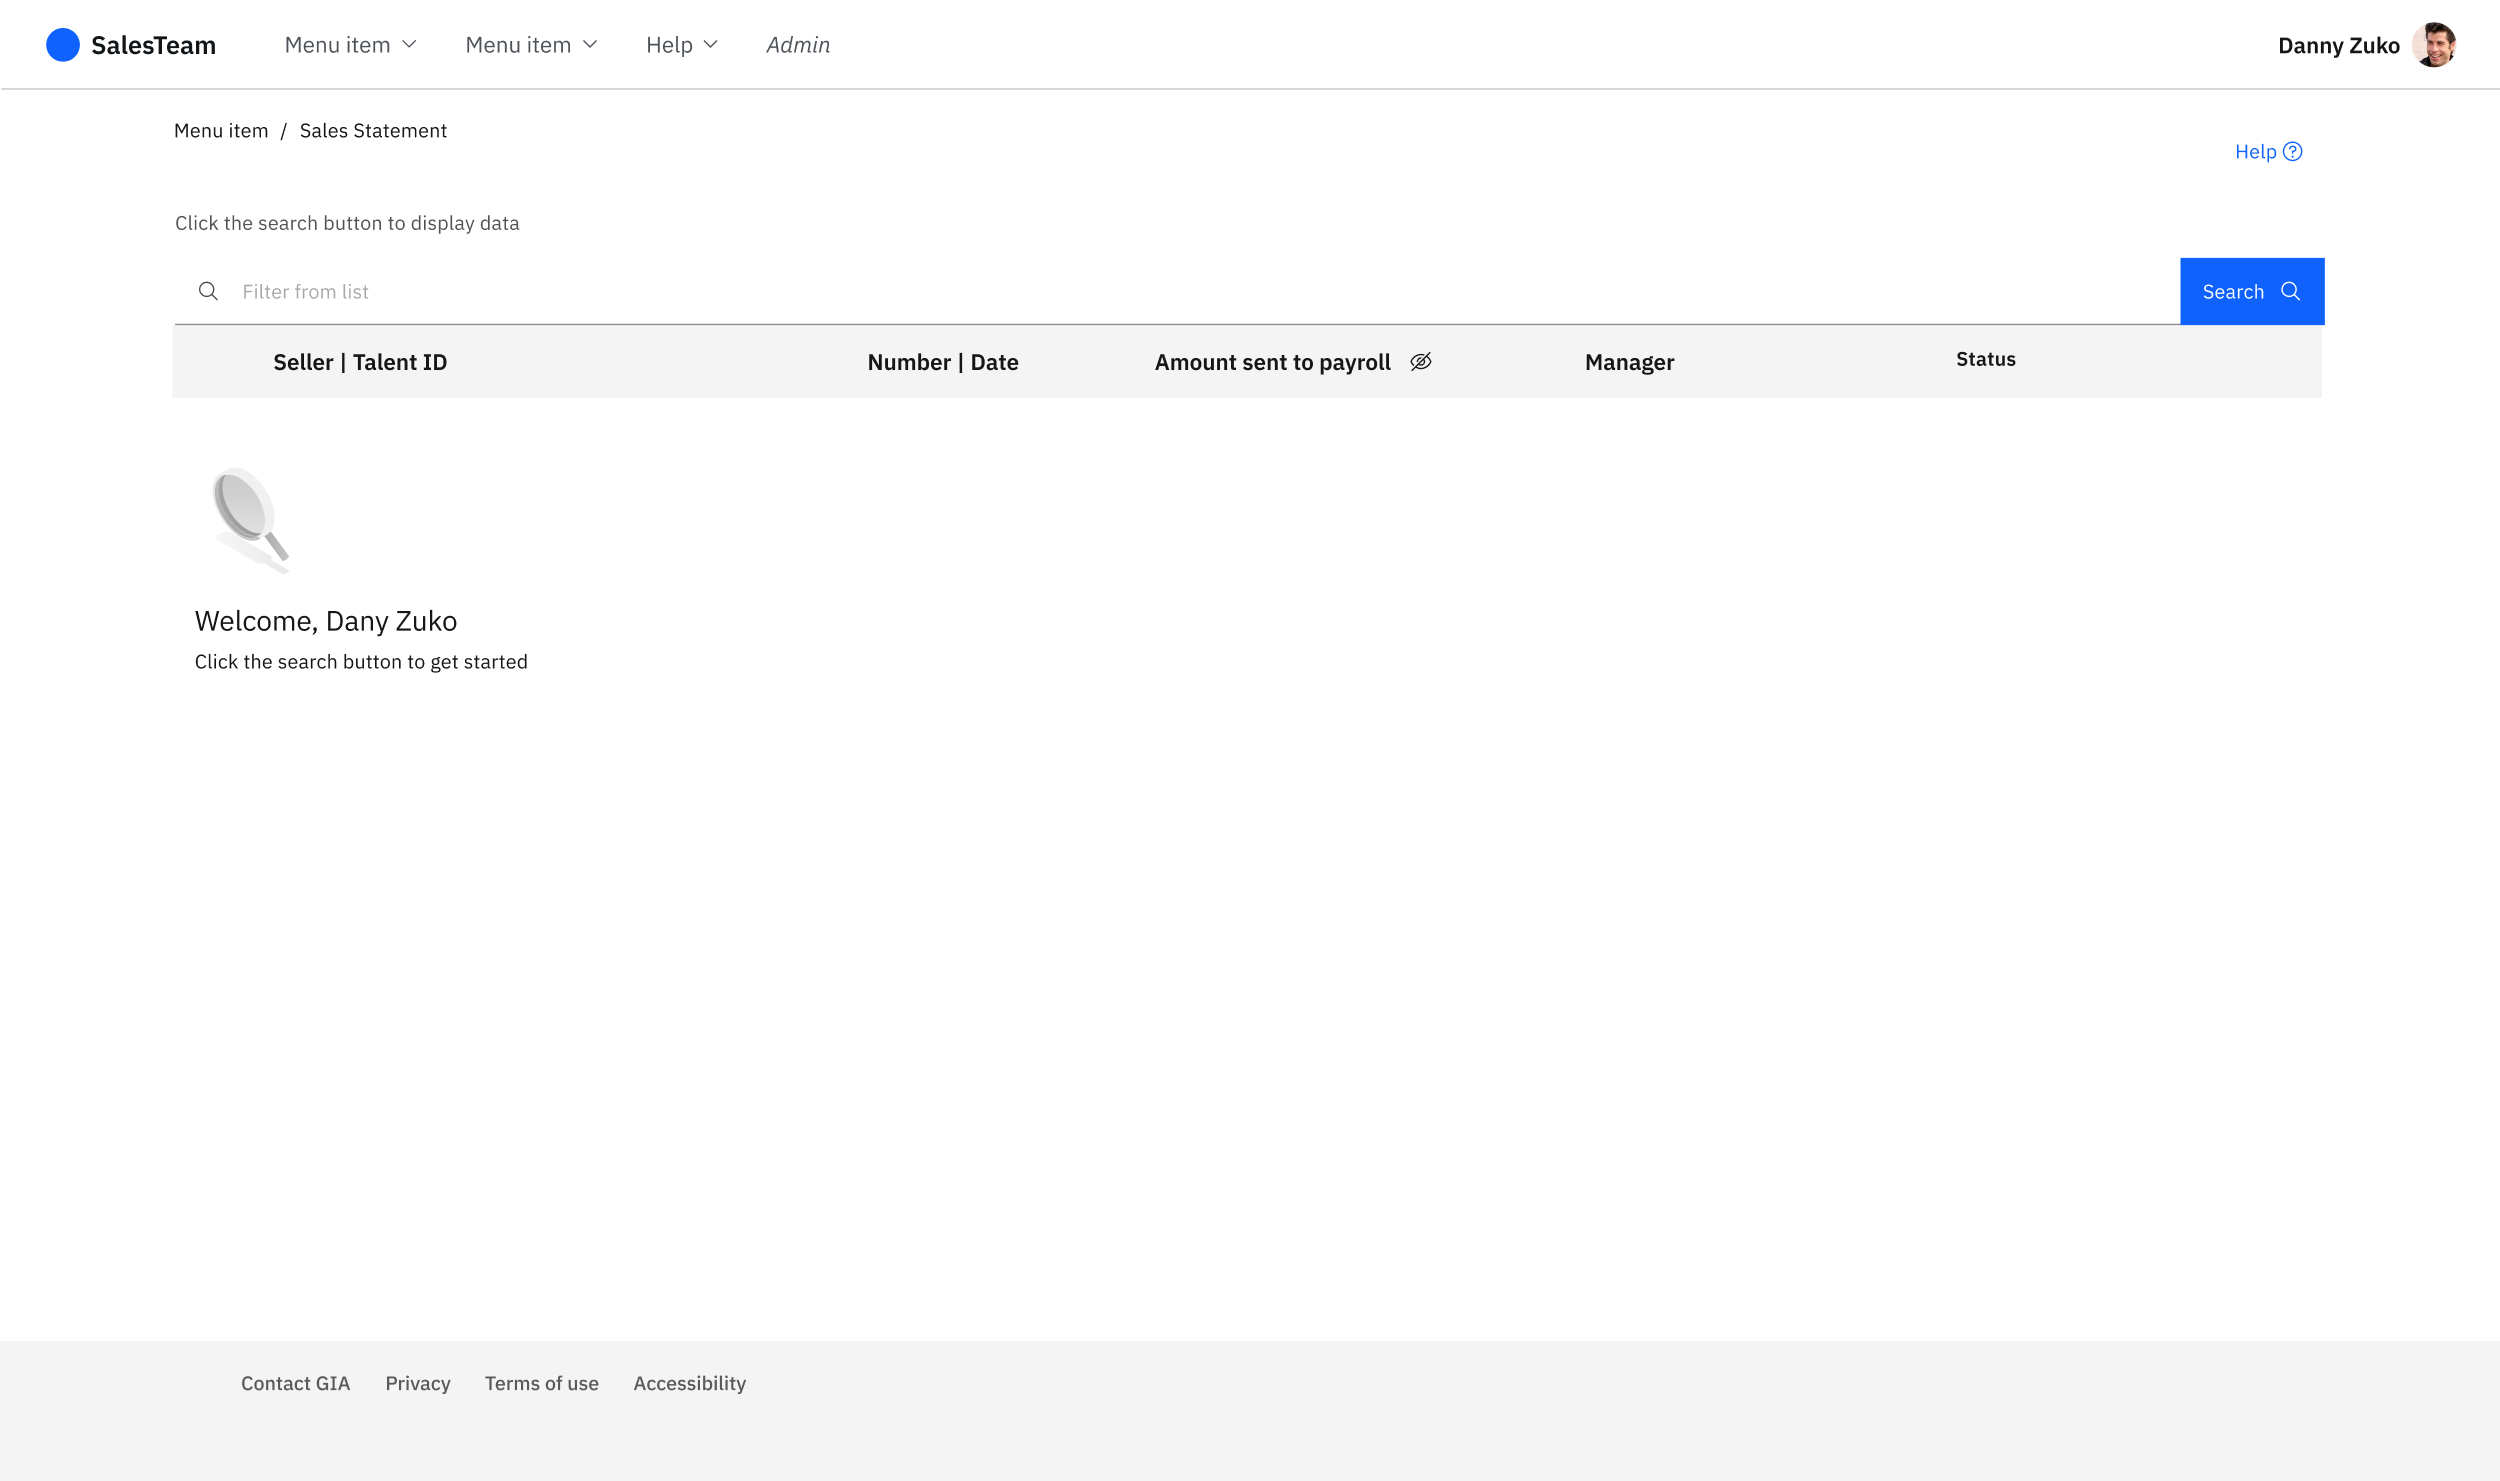 SalesTeam Menu item Menu item Help Admin Danny Zuko
Menu item / Sales Statement
Help
Click the search button to display data
Filter from list Search
Seller | Talent ID Number | Date Amount sent to payroll Manager Status
Welcome, Dany Zuko
Click the search button to get started
Contact GIA Privacy Terms of use Accessibility